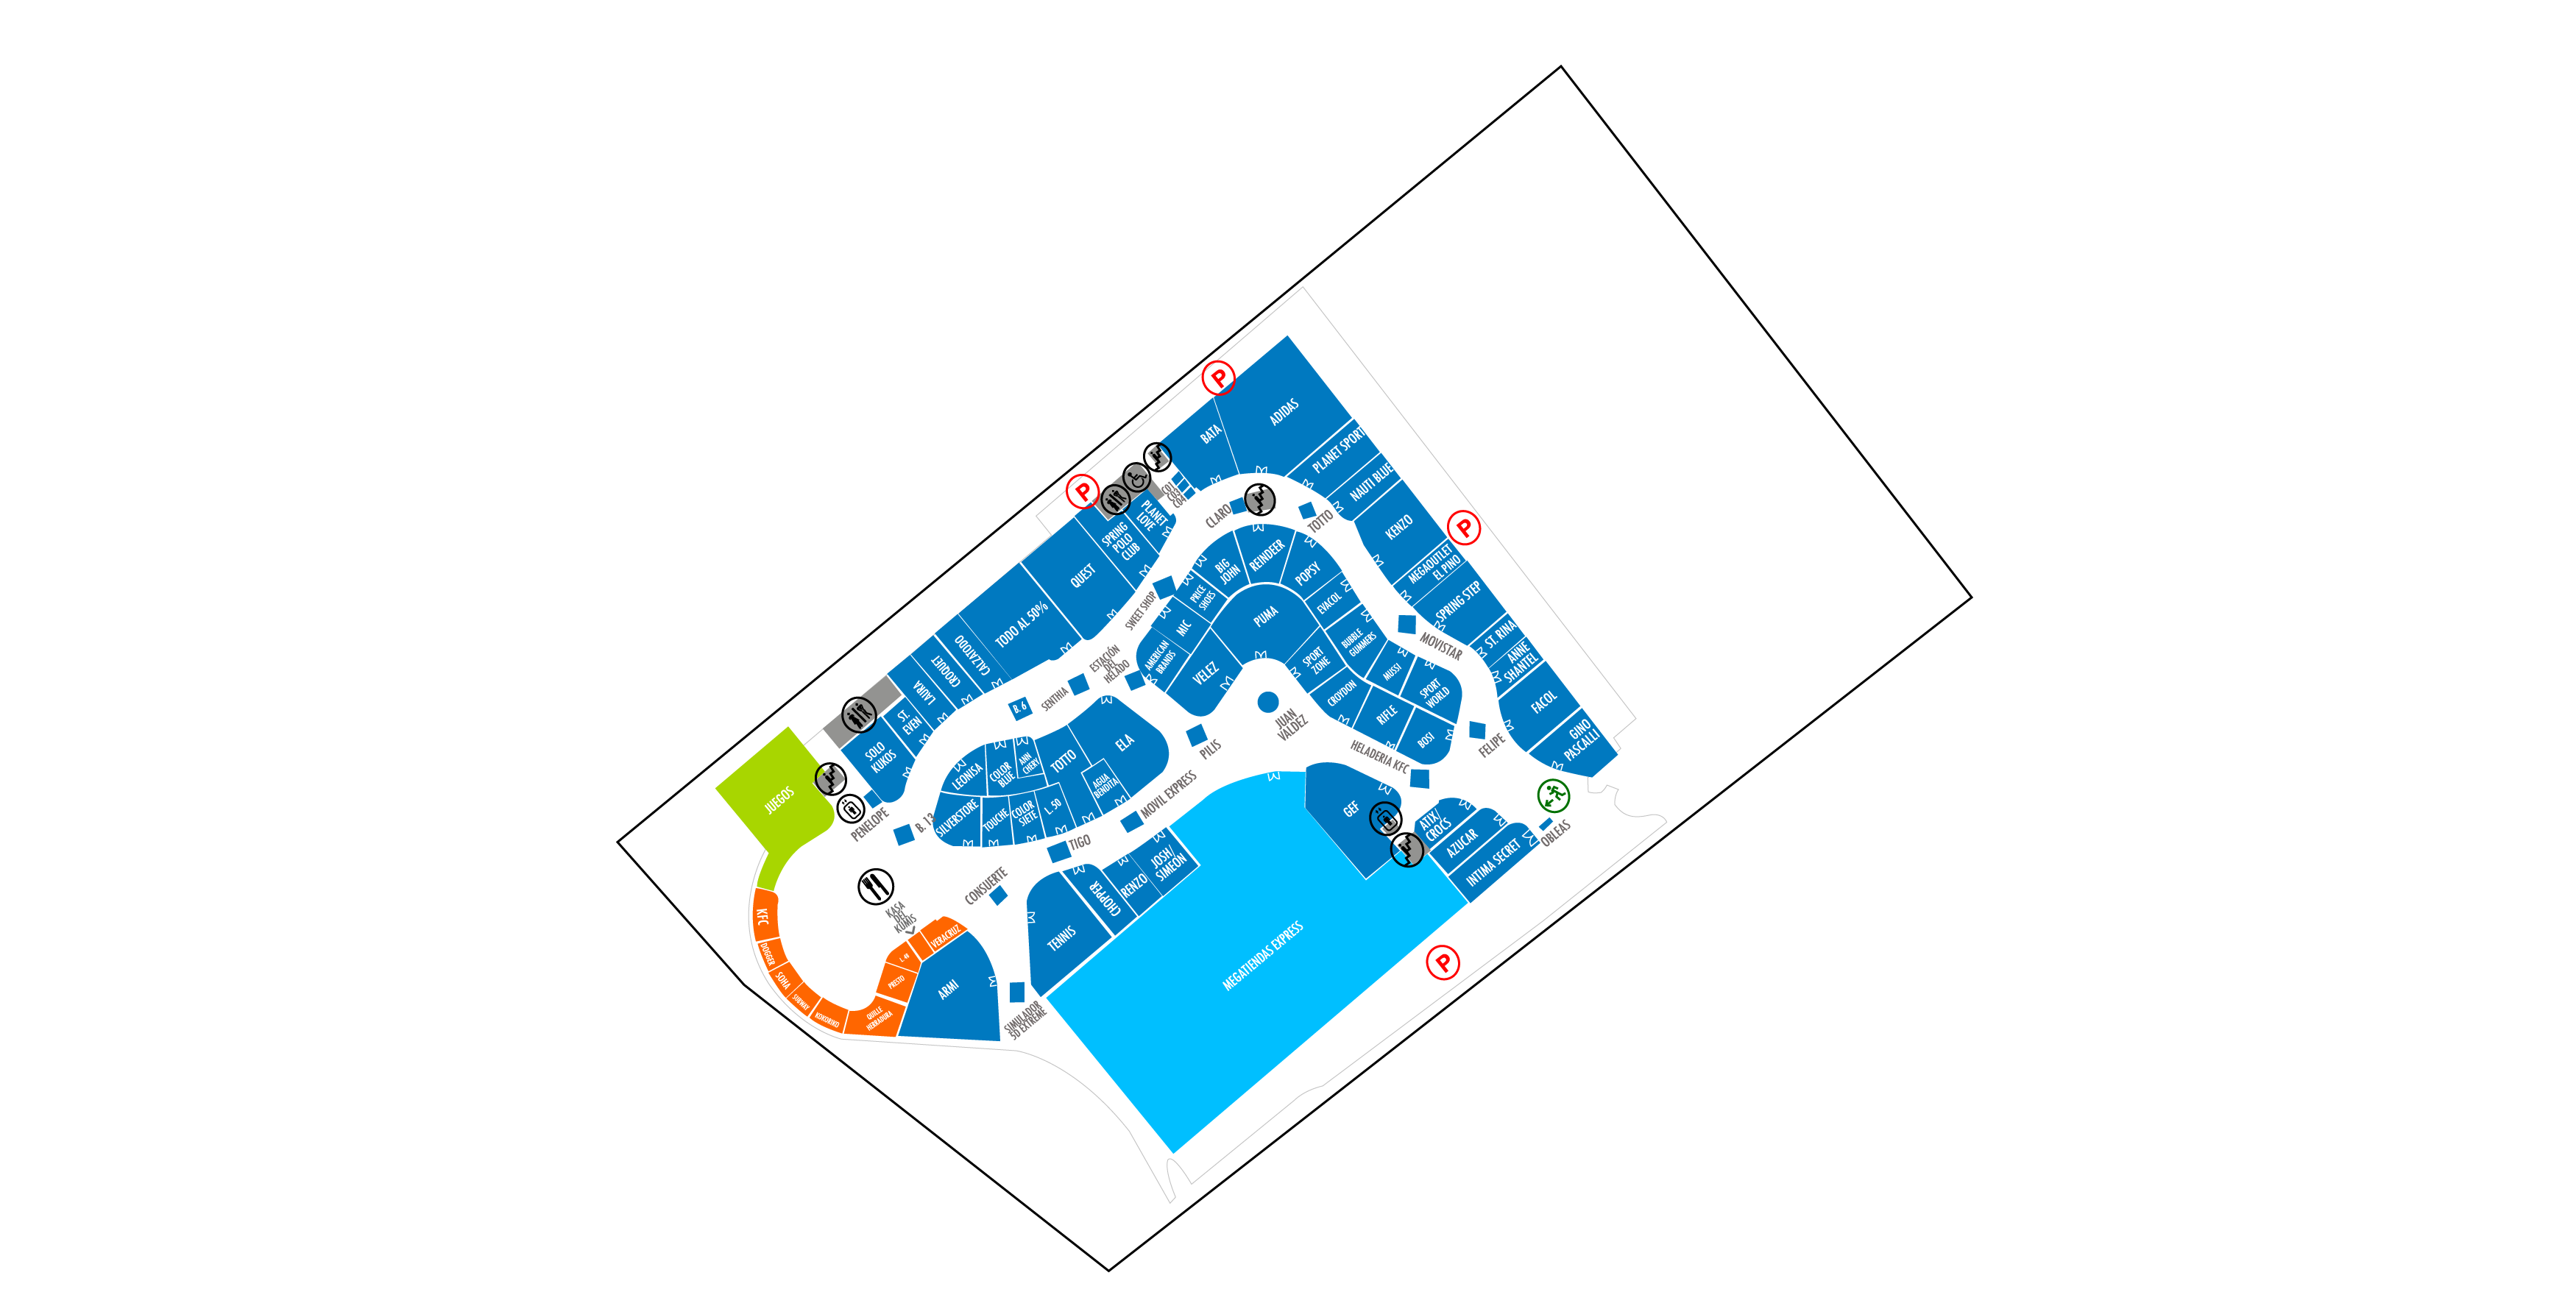 P
ADIDAS
BATA
PLANET SPORT
NAUTI BLUE
P
PLANET
LOVE
SPRING
POLO
CLUB
CLARO
TOTTO
KENZO
P
MEGAOUTLET
EL PINO
QUEST
BIG
JOHN
REINDEER
POPSY
PRICE
SHOES
EVACOL
SPRING STEP
SWEET SHOP
TODO AL 50%
MIC
PUMA
BUBBLE
GUMMERS
MOVISTAR
ST. RINA
ANNE
SHANTEL
CALZATODO
CROQUET
LAURA
ST.
EVEN
SOLO
KUKOS
ESTACIÓN
DEL
HELADO
AMERICAN
BRANDS
VELEZ
SPORT
ZONE
MUSSI
SPORT
WORLD
SENTHIA
B. 6
CROYDON
RIFLE
BOSI
FACOL
GINO
PASCALLI
FELIPE
JUAN
VALDEZ
PILIS
HELADERIA KFC
ELA
TOTTO
ANN
CHERY
COLOR
BLUE
LEONISA
AGUA
BENDITA
MOVIL EXPRESS
JUEGOS
PENELOPE
B. 13
SILVERSTORE
TOUCHE
COLOR
SIETE
L. 50
TIGO
GEF
ATIX/
CROCS
AZUCAR
INTIMA SECRET
OBLEAS
JOSH/
SIMEON
RENZO
CHOPPER
CONSUERTE
TENNIS
KASA
DEL
KUMIS
VERACRUZ
KFC
DOGGER
SOHA
SUBWAY
KOKORIKO
QUILLE
HERRADURA
PRESTO
ARMI
SIMULADOR
5D EXTREME
MEGATIENDAS EXPRESS
P